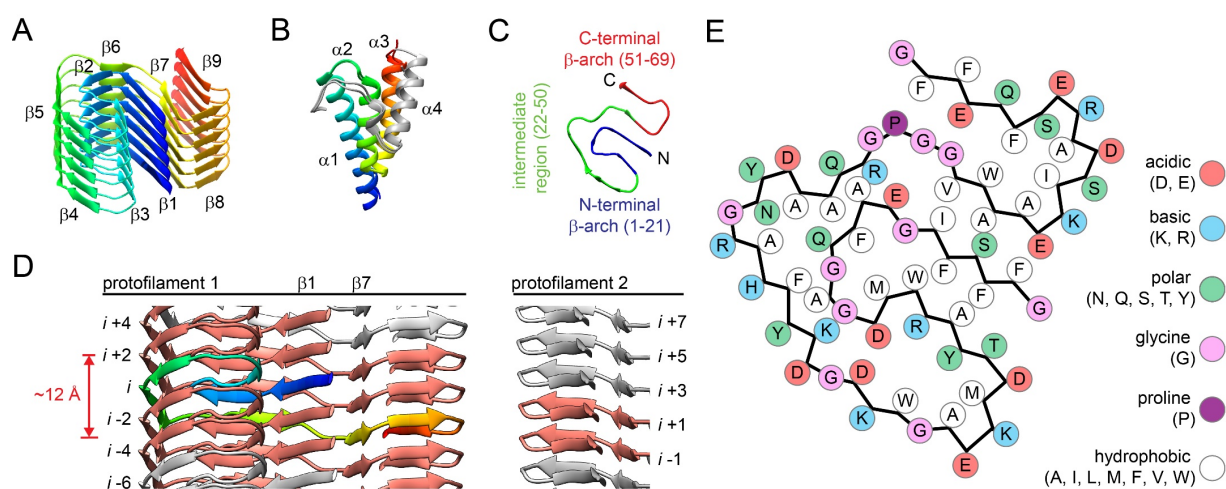 A
β6
β2
β7
β9
β5
β4
β3
β1
β8
B
α2
α3
α4
α1
C
C-terminal
β-arch (51-69)
C
intermediate
region (22-50)
N
N-terminal
β-arch (1-21)
D
protofilament 1
β1
β7
protofilament 2
i +4
i +2
i
i -2
i -4
i -6
~12 Å
i +7
i +5
i +3
i +1
i -1
E
G
F F E Q
E F S R
P G G G A D
Y D Q R W I S
A E V
G N A A I A A K
R A Q F G S E
H F G M W F F F
A G A G
Y K D R
Y T
D G D M D
K W A
G K
E
acidic
(D, E)
basic
(K, R)
polar
(N, Q, S, T, Y)
glycine
(G)
proline
(P)
hydrophobic
(A, I, L, M, F, V, W)